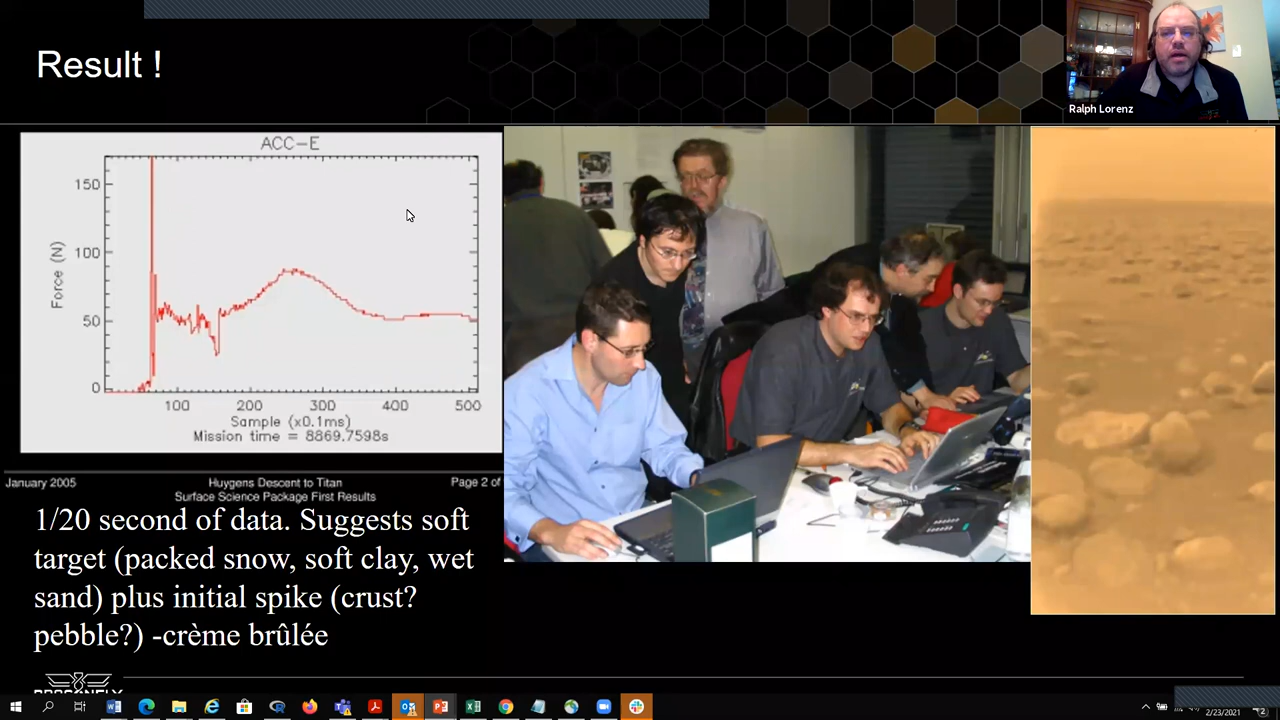 Result !
Ralph Lorenz
ACC-E
Force (N)
150
100
50
0
100 200 300 400 500
Sample (x0.1ms)
Mission time = 8869.7598s
January 2005 Huygens Descent to Titan Page 2 of
Surface Science Package First Results
1/20 second of data. Suggests soft
target (packed snow, soft clay, wet
sand) plus initial spike (crust?
pebble?) -crème brûlée
DRAGONFLY
2/23/2021